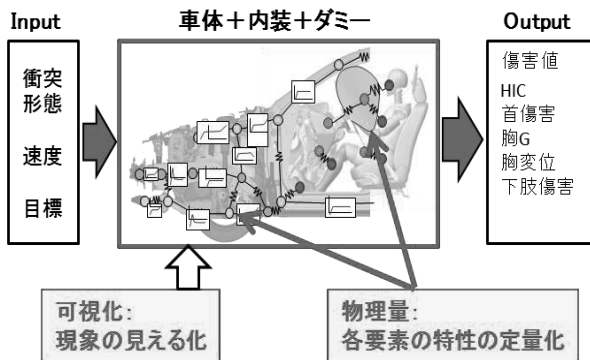 Input
車体＋内装＋ダミー
Output
衝突
形態
速度
目標
傷害値
HIC
首傷害
胸G
胸変位
下肢傷害
可視化：
現象の見える化
物理量：
各要素の特性の定量化